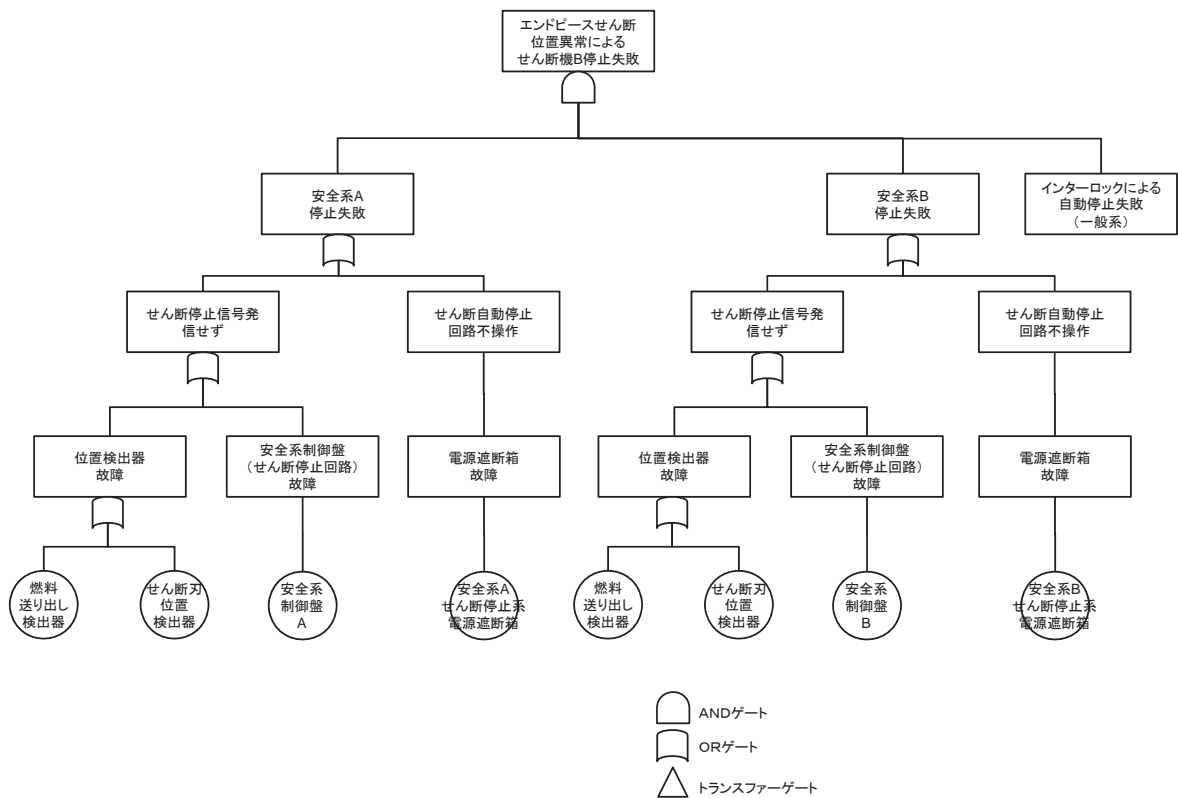 エンドピースせん断
位置異常による
せん断機B停止失敗
安全系A
停止失敗
安全系B
停止失敗
インターロックによる
自動停止失敗
（一般系）
せん断停止信号発
信せず
せん断自動停止
回路不操作
せん断停止信号発
信せず
せん断自動停止
回路不操作
位置検出器
故障
安全系制御盤
（せん断停止回路）
故障
電源遮断箱
故障
位置検出器
故障
安全系制御盤
（せん断停止回路）
故障
電源遮断箱
故障
燃料
送り出し
検出器
せん断刃
位置
検出器
安全系
制御盤
A
安全系A
せん断停止系
電源遮断箱
燃料
送り出し
検出器
せん断刃
位置
検出器
安全系
制御盤
B
安全系B
せん断停止系
電源遮断箱
ANDゲート
ORゲート
トランスファーゲート